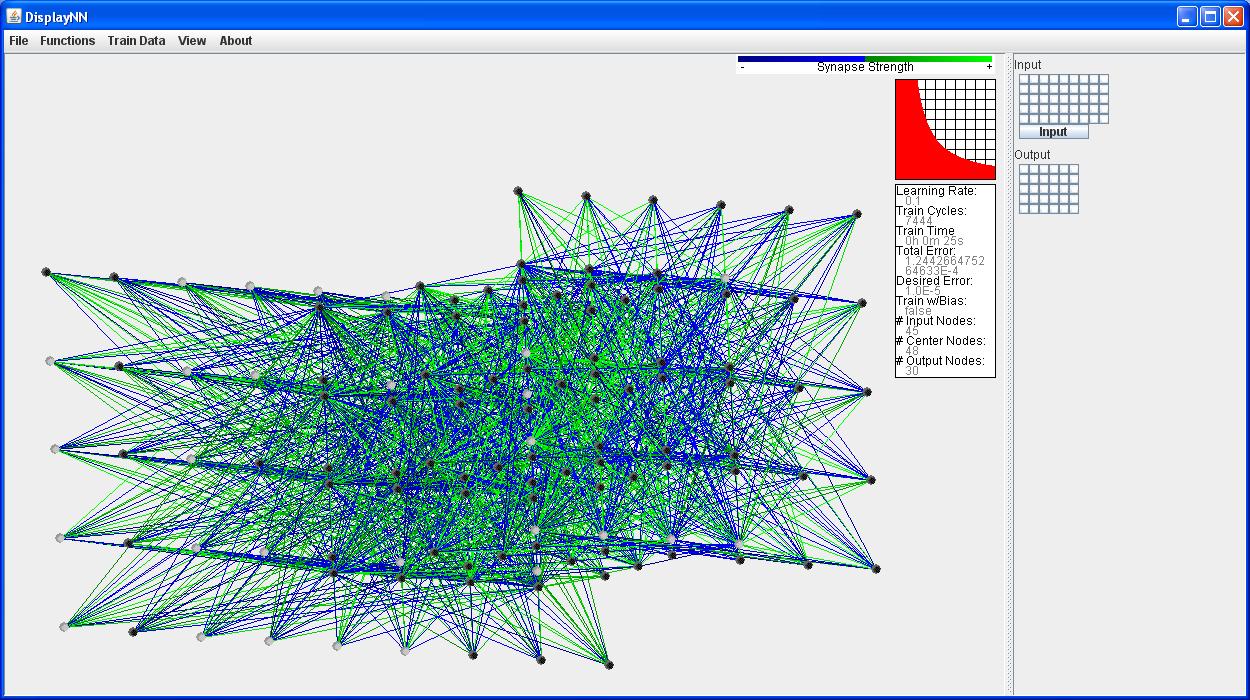 DisplayNN
File Functions Train Data View About
- Synapse Strength +
Learning Rate:
0.1
Train Cycles:
7444
Train Time
0h 0m 25s
Total Error:
1.2442664752
64633E-4
Desired Error:
1.0E-5
Train w/Bias:
false
# Input Nodes:
45
# Center Nodes:
48
# Output Nodes:
30
Input
Input
Output